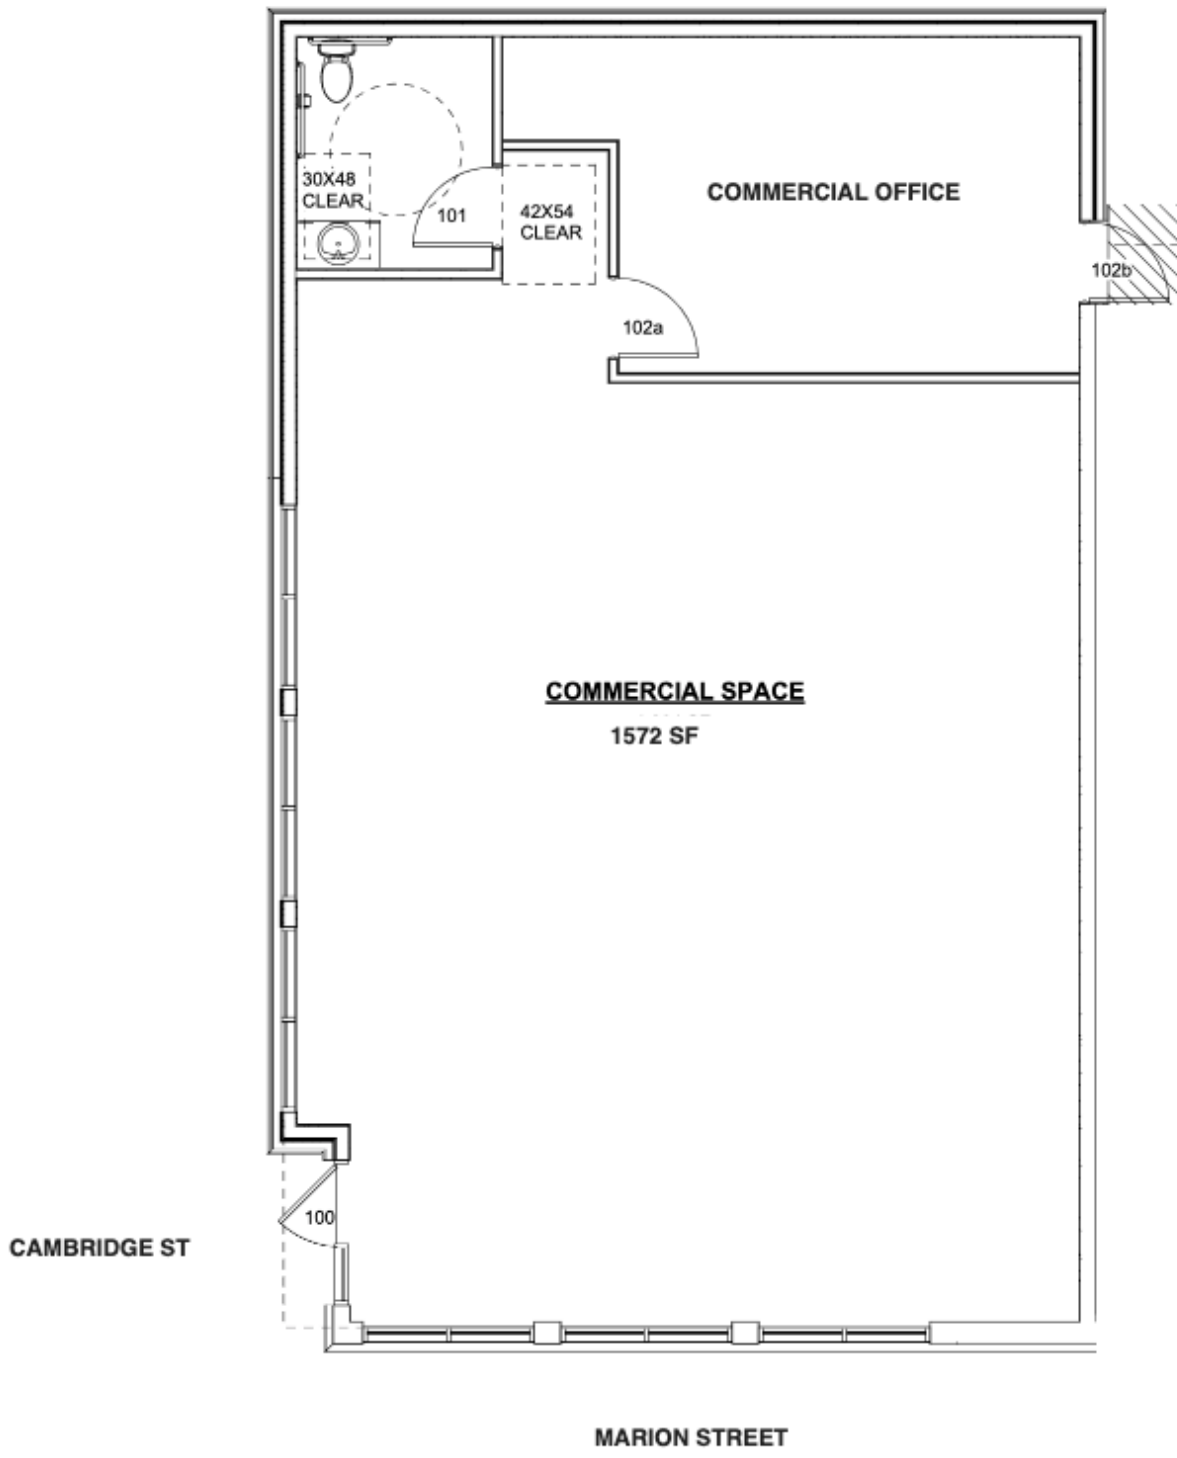 COMMERCIAL OFFICE
30X48
CLEAR
101
42X54
CLEAR
102b
102a
COMMERCIAL SPACE
1572 SF
100
CAMBRIDGE ST
MARION STREET